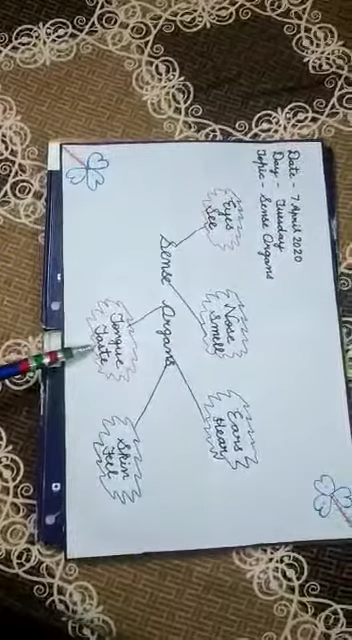 Date - 7 April 2020
Day - Tuesday
Topic - Sense Organs
Eyes
See
Nose
Smell
Ears
Hear
Sense Organs
Tongue
Taste
Skin
Feel